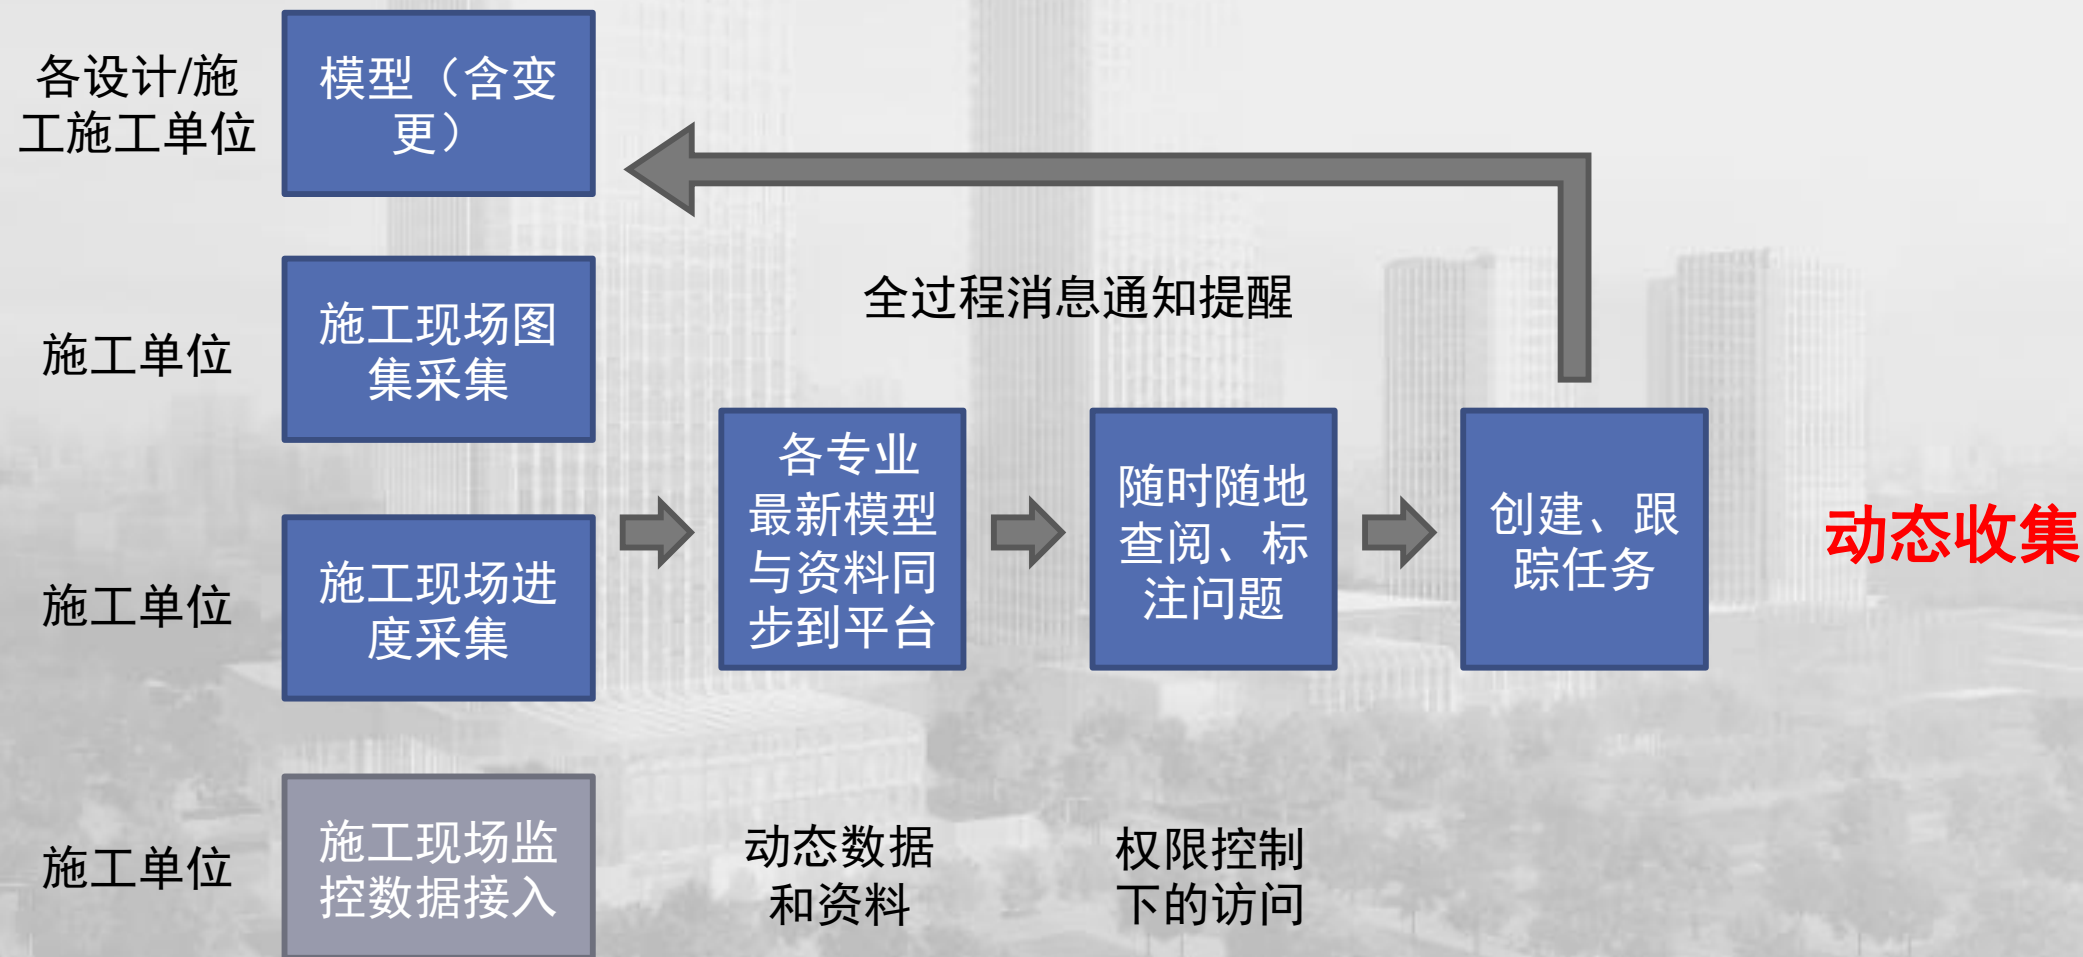 各设计/施
工施工单位
模型（含变
更）
全过程消息通知提醒
施工单位
施工现场图
集采集
施工单位
施工现场进
度采集
各专业
最新模型
与资料同
步到平台
随时随地
查阅、标
注问题
创建、跟
踪任务
动态收集
施工单位
施工现场监
控数据接入
动态数据
和资料
权限控制
下的访问